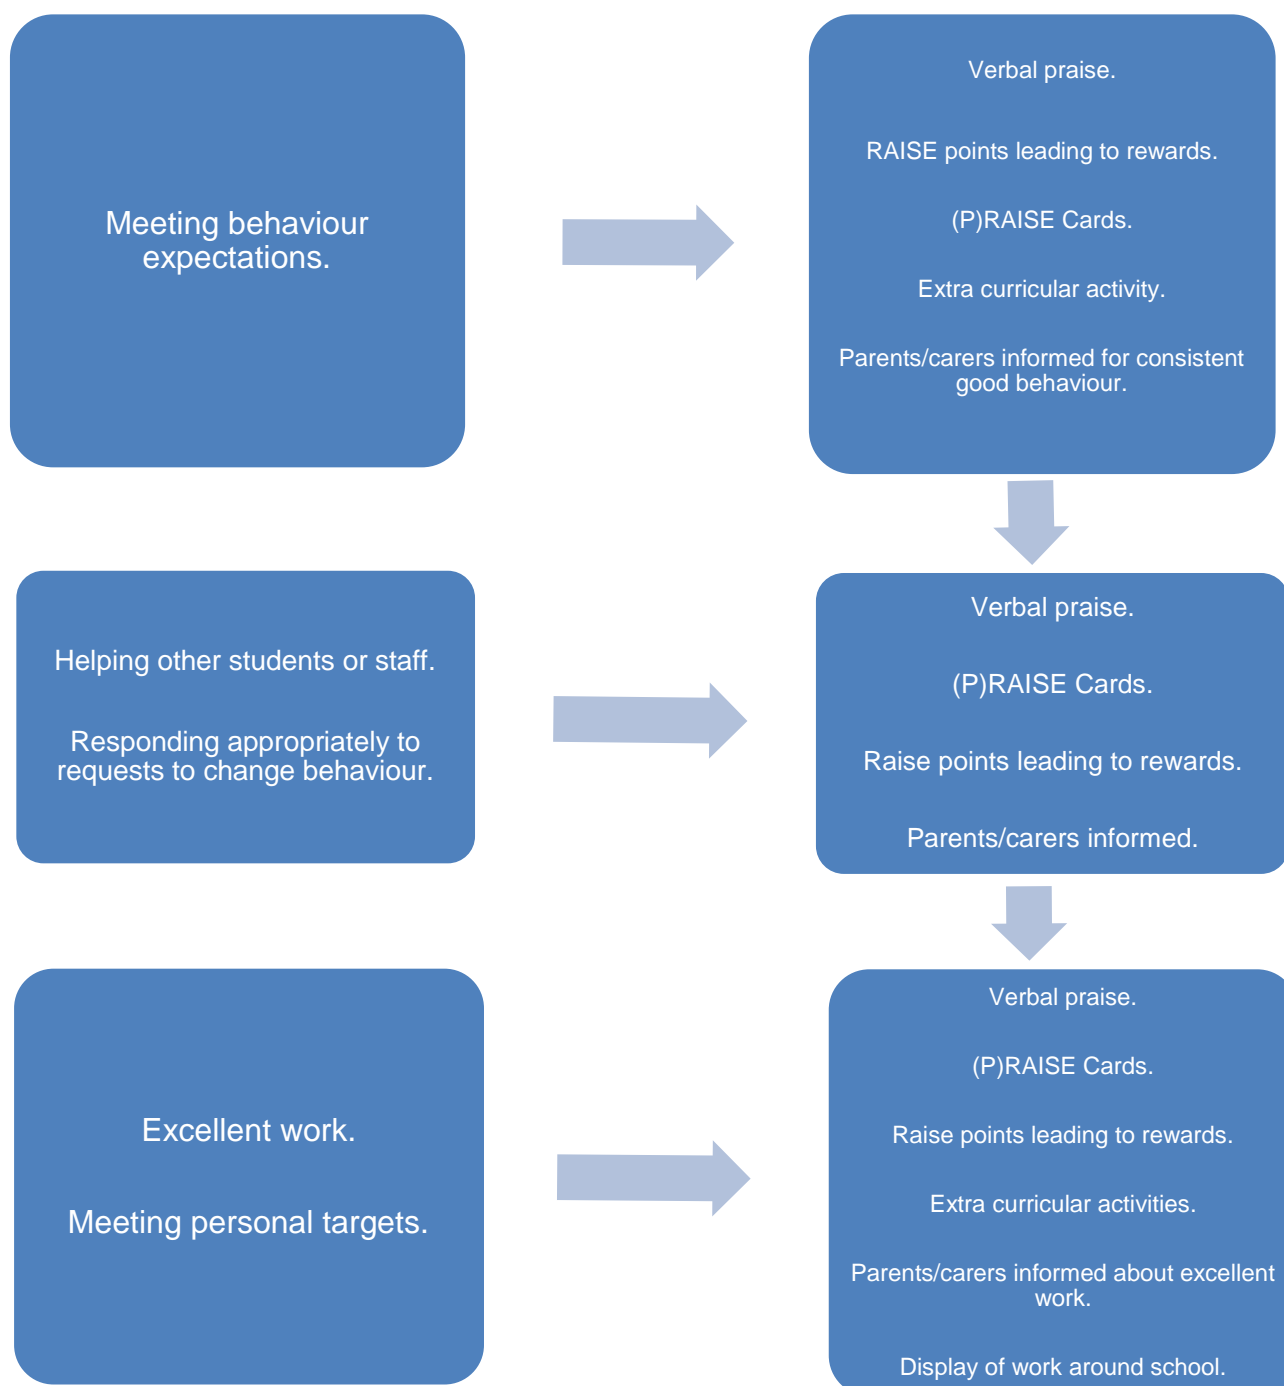 Meeting behaviour
expectations.
Verbal praise.
RAISE points leading to rewards.
(P)RAISE Cards.
Extra curricular activity.
Parents/carers informed for consistent
good behaviour.
Helping other students or staff.
Responding appropriately to
requests to change behaviour.
Verbal praise.
(P)RAISE Cards.
Raise points leading to rewards.
Parents/carers informed.
Excellent work.
Meeting personal targets.
Verbal praise.
(P)RAISE Cards.
Raise points leading to rewards.
Extra curricular activities.
Parents/carers informed about excellent
work.
Display of work around school.